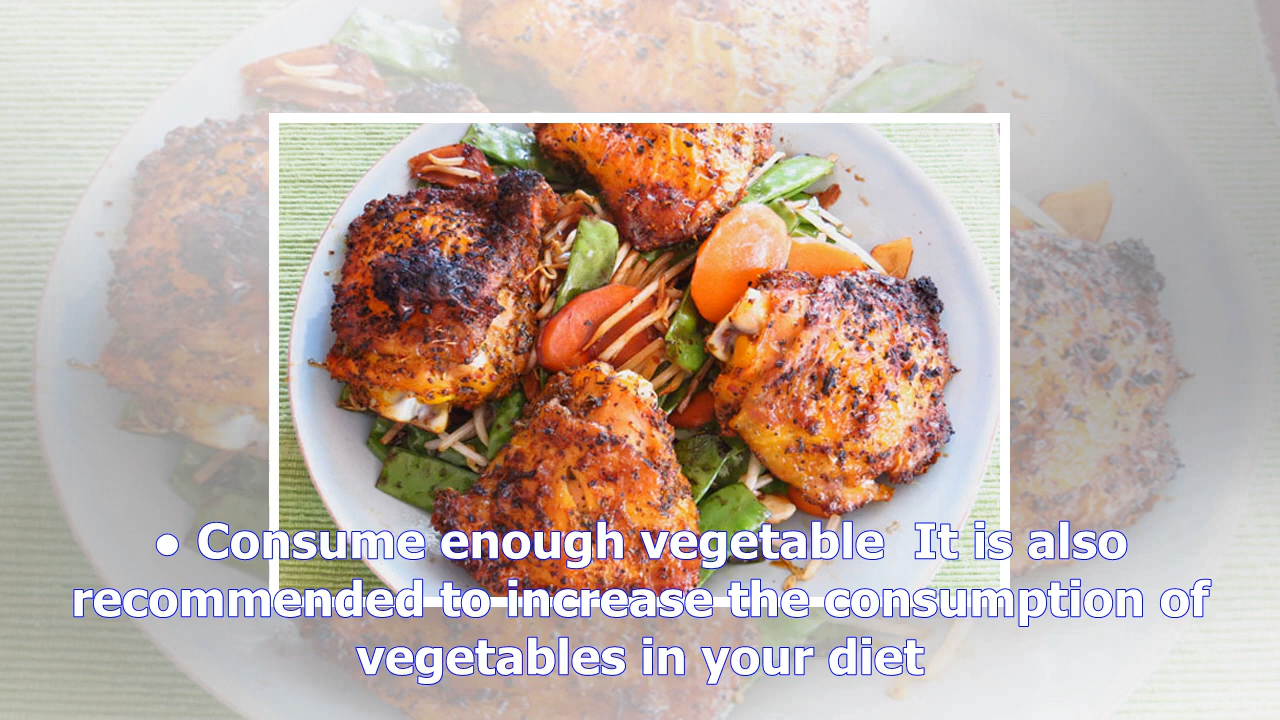 ● Consume enough vegetable  It is also
recommended to increase the consumption of
vegetables in your diet